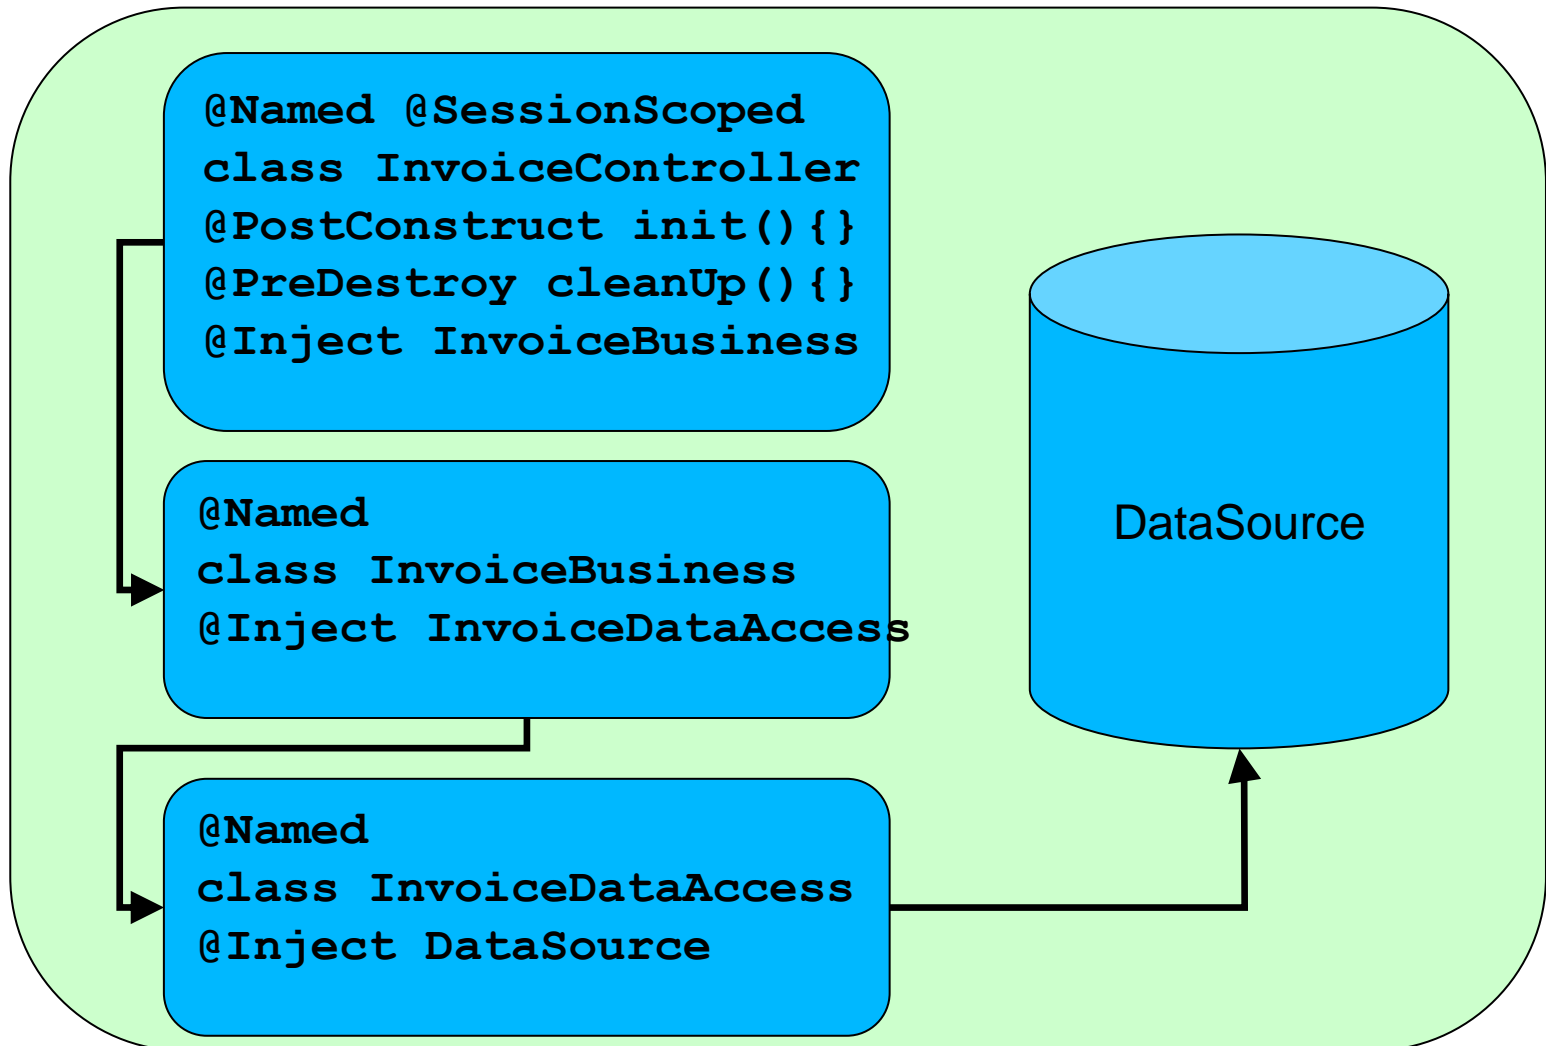 @Named @SessionScoped
class InvoiceController
@PostConstruct init(){}
@PreDestroy cleanUp(){}
@Inject InvoiceBusiness
@Named
class InvoiceBusiness
@Inject InvoiceDataAccess
DataSource
@Named
class InvoiceDataAccess
@Inject DataSource